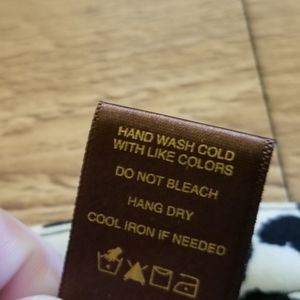 HAND WASH COLD
WITH LIKE COLORS
DO NOT BLEACH
HANG DRY
COOL IRON IF NEEDED